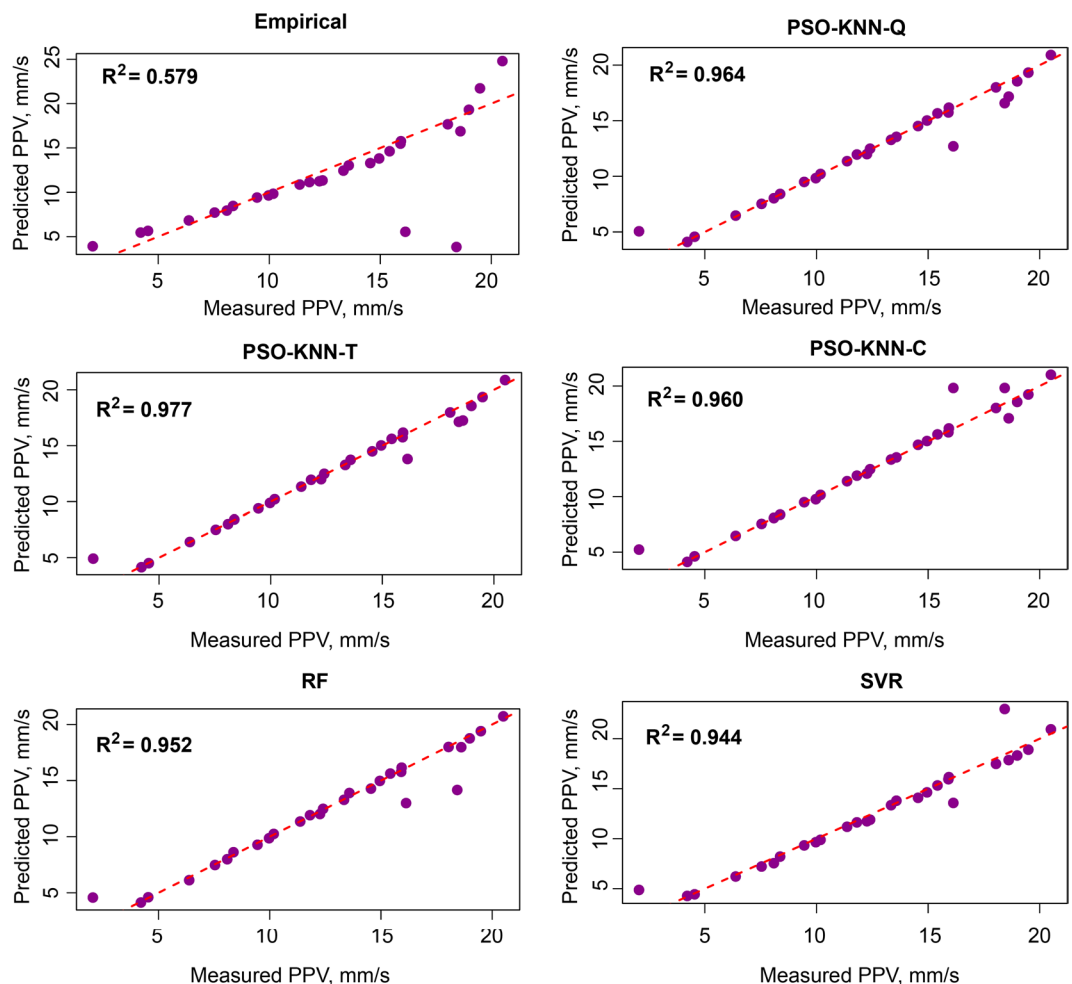 Empirical
R² = 0.579
25
20
15
10
5
Predicted PPV, mm/s
5 10 15 20
Measured PPV, mm/s
PSO-KNN-Q
R² = 0.964
20
15
10
5
Predicted PPV, mm/s
5 10 15 20
Measured PPV, mm/s
PSO-KNN-T
R² = 0.977
20
15
10
5
Predicted PPV, mm/s
5 10 15 20
Measured PPV, mm/s
PSO-KNN-C
R² = 0.960
20
15
10
5
Predicted PPV, mm/s
5 10 15 20
Measured PPV, mm/s
RF
R² = 0.952
20
15
10
5
Predicted PPV, mm/s
5 10 15 20
Measured PPV, mm/s
SVR
R² = 0.944
20
15
10
5
Predicted PPV, mm/s
5 10 15 20
Measured PPV, mm/s